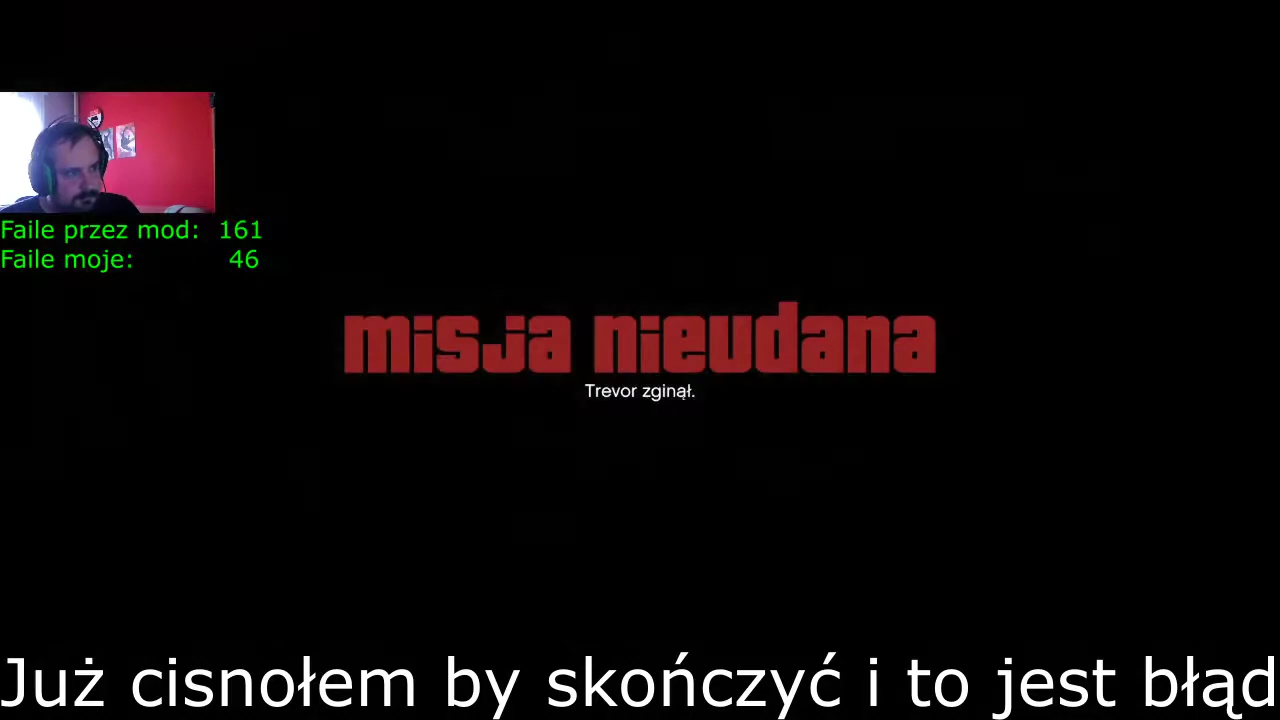 Faile przez mod: 161
Faile moje: 46
misja nieudana
Trevor zginął.
Już cisnołem by skończyć i to jest błąd